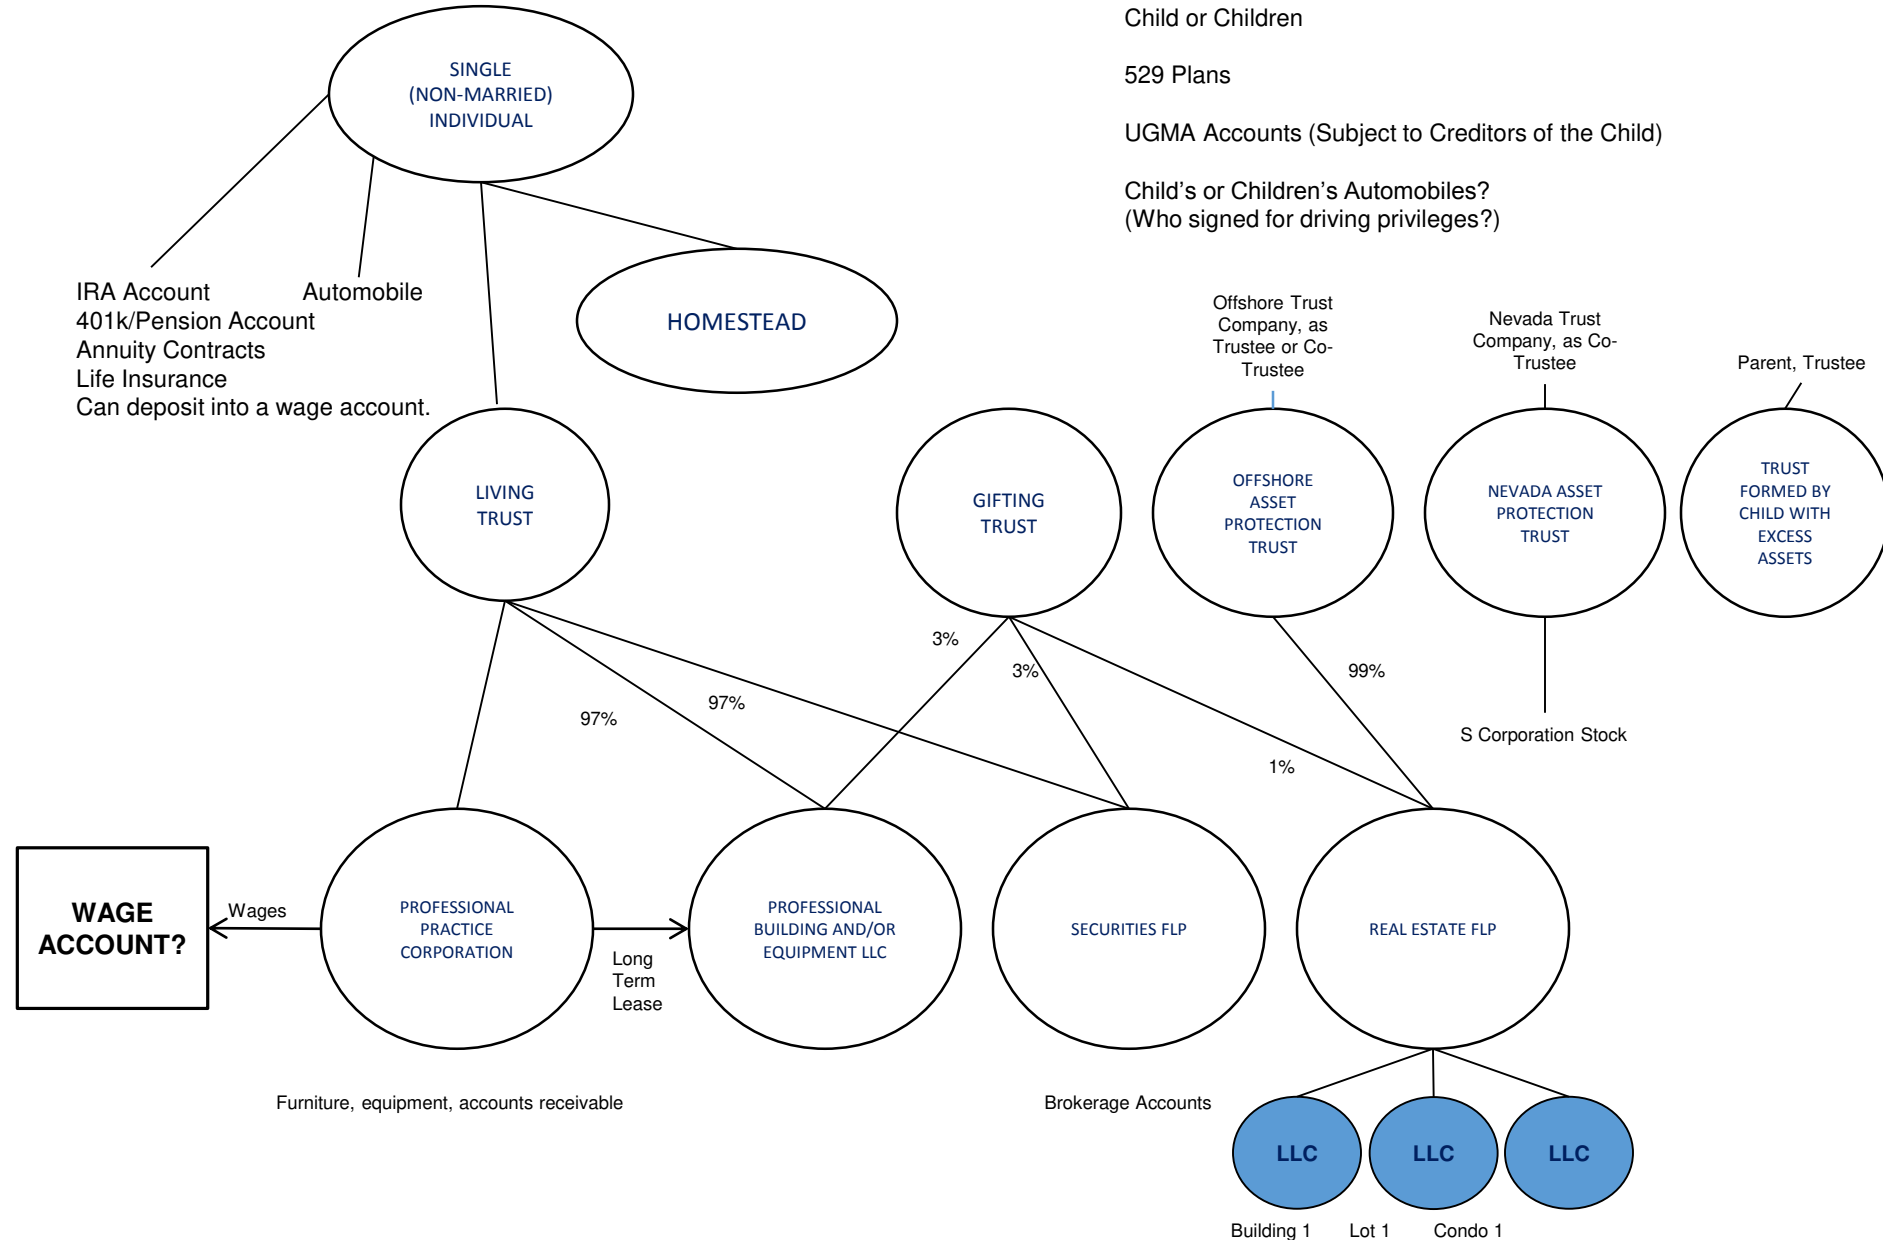 SINGLE
(NON-MARRIED)
INDIVIDUAL
Child or Children
529 Plans
UGMA Accounts (Subject to Creditors of the Child)
Child’s or Children’s Automobiles?
(Who signed for driving privileges?)
IRA Account
Automobile
401k/Pension Account
Annuity Contracts
Life Insurance
Can deposit into a wage account.
HOMESTEAD
Offshore Trust
Company, as
Trustee or Co-
Trustee
Nevada Trust
Company, as Co-
Trustee
Parent, Trustee
LIVING
TRUST
GIFTING
TRUST
OFFSHORE
ASSET
PROTECTION
TRUST
NEVADA ASSET
PROTECTION
TRUST
TRUST
FORMED BY
CHILD WITH
EXCESS
ASSETS
3%
3%
99%
97%
97%
1%
S Corporation Stock
WAGE
ACCOUNT?
Wages
PROFESSIONAL
PRACTICE
CORPORATION
Long
Term
Lease
PROFESSIONAL
BUILDING AND/OR
EQUIPMENT LLC
SECURITIES FLP
REAL ESTATE FLP
Furniture, equipment, accounts receivable
Brokerage Accounts
LLC
LLC
LLC
Building 1
Lot 1
Condo 1